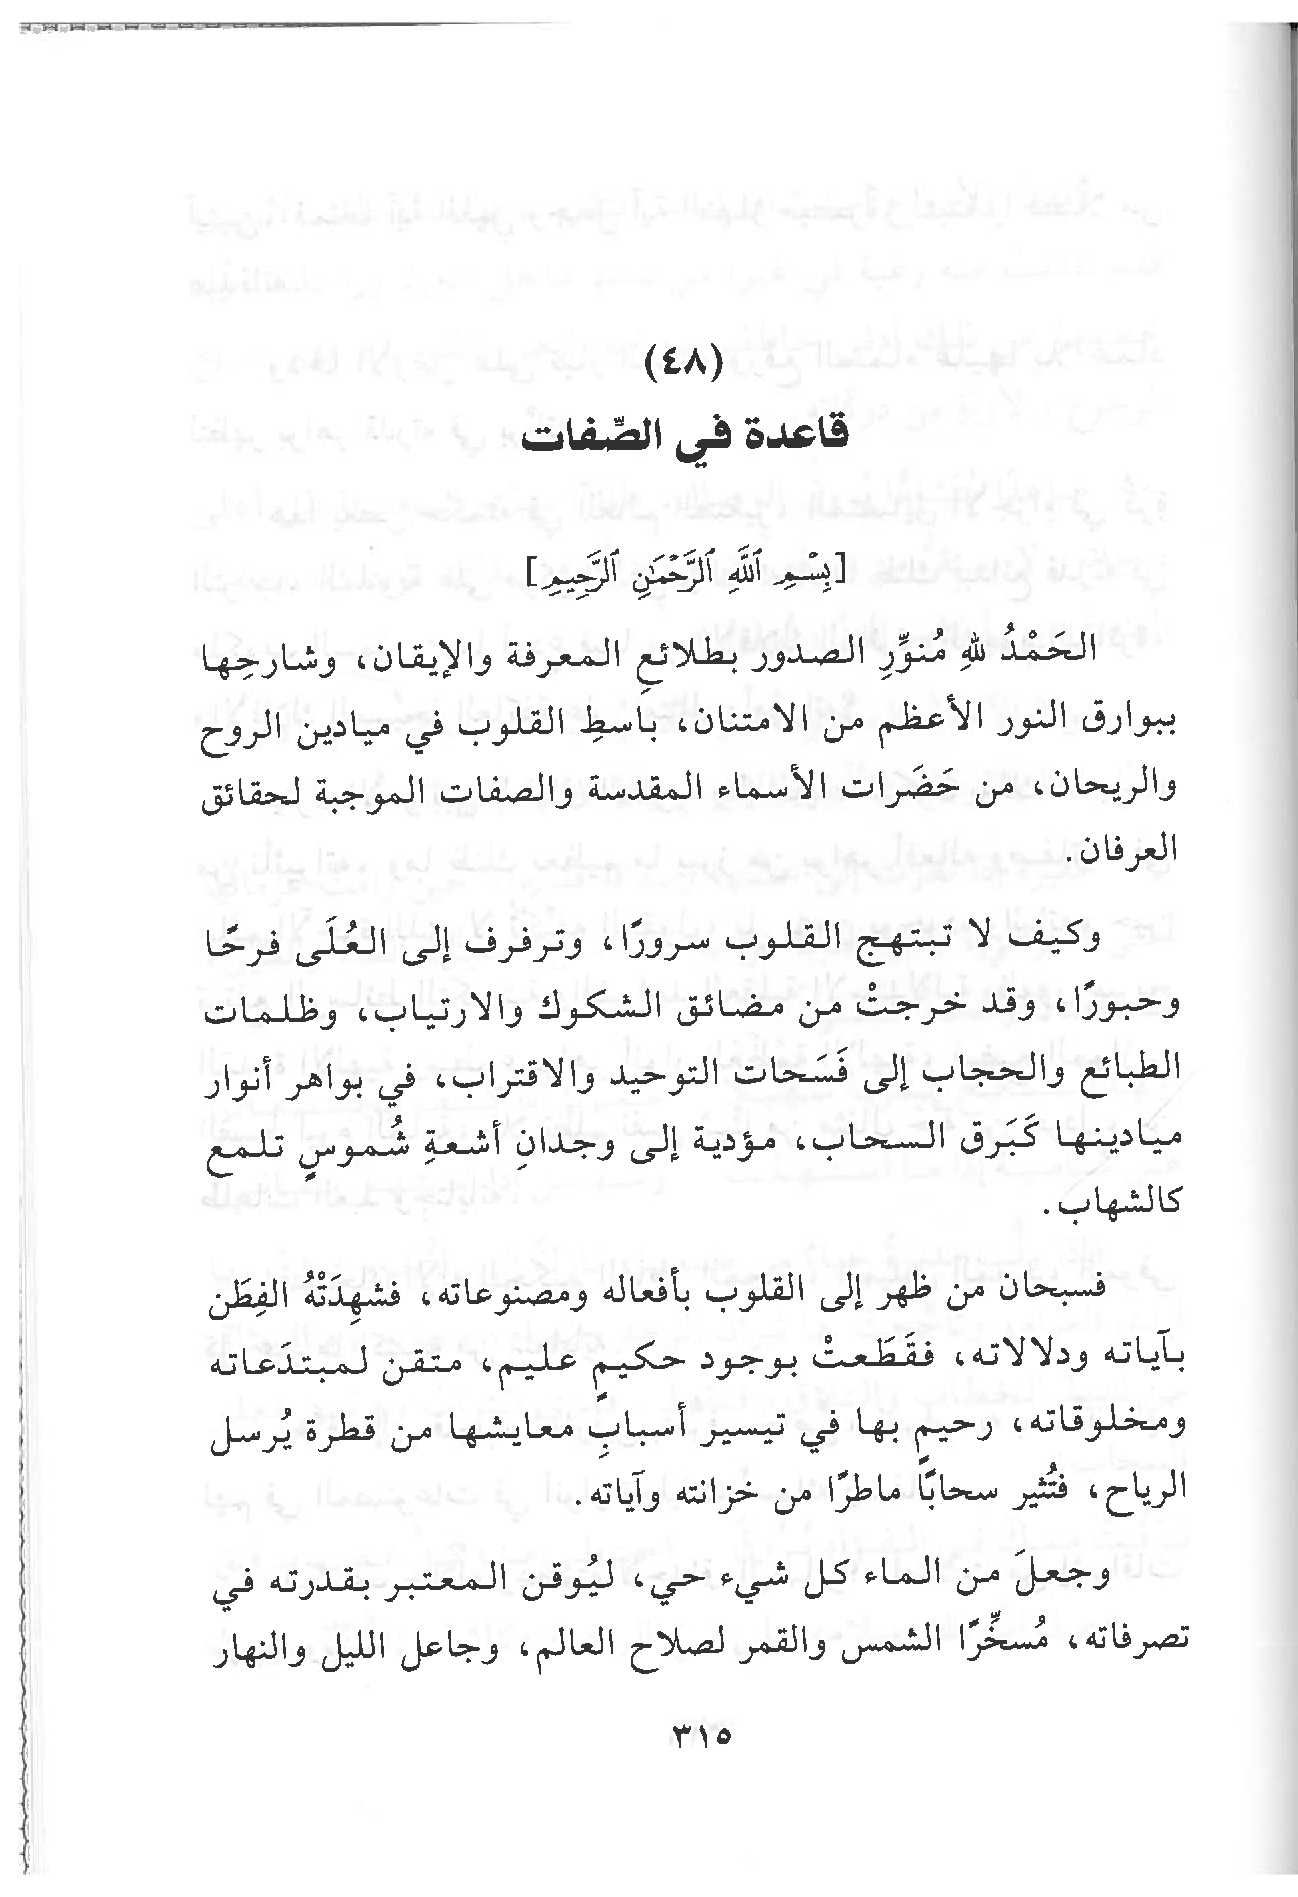 (٤٨)
قاعدة في الصِّفات
[بِسْمِ ٱللَّهِ ٱلرَّحْمَٰنِ ٱلرَّحِيمِ]
الحَمْدُ للهِ مُنوِّرِ الصدور بطلائعِ المعرفة والإيقان، وشارحِها
ببوارق النور الأعظم من الامتنان، باسطِ القلوب في ميادين الروح
والريحان، من حَضَرات الأسماء المقدسة والصفات الموجبة لحقائق
العرفان.
وكيف لا تبتهج القلوب سرورًا، وترفرف إلى العُلَى فرحًا
وحبورًا، وقد خرجتْ من مضائق الشكوك والارتياب، وظلمات
الطبائع والحجاب إلى فَسَحات التوحيد والاقتراب، في بواهر أنوار
ميادينها كَبَرق السحاب، مؤدية إلى وجدانِ أشعةِ شُموسٍ تلمع
كالشهاب.
فسبحان من ظهر إلى القلوب بأفعاله ومصنوعاته، فشهِدَتْهُ الفِطَن
بآياته ودلالاته، فقَطَعتْ بوجود حكيمٍ عليم، متقن لمبتدَعاته
ومخلوقاته، رحيمٍ بها في تيسير أسبابِ معايشها من قطرة يُرسل
الرياح، فتُثير سحابًا ماطرًا من خزانته وآياته.
وجعلَ من الماء كل شيء حي، ليُوقن المعتبر بقدرته في
تصرفاته، مُسخِّرًا الشمس والقمر لصلاح العالم، وجاعل الليل والنهار
٣١٥